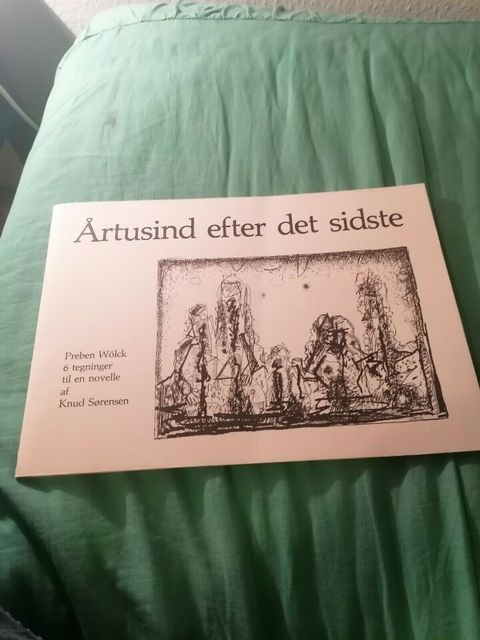 Årtusind efter det sidste
Preben Wölck
6 tegninger
til en novelle
af
Knud Sørensen